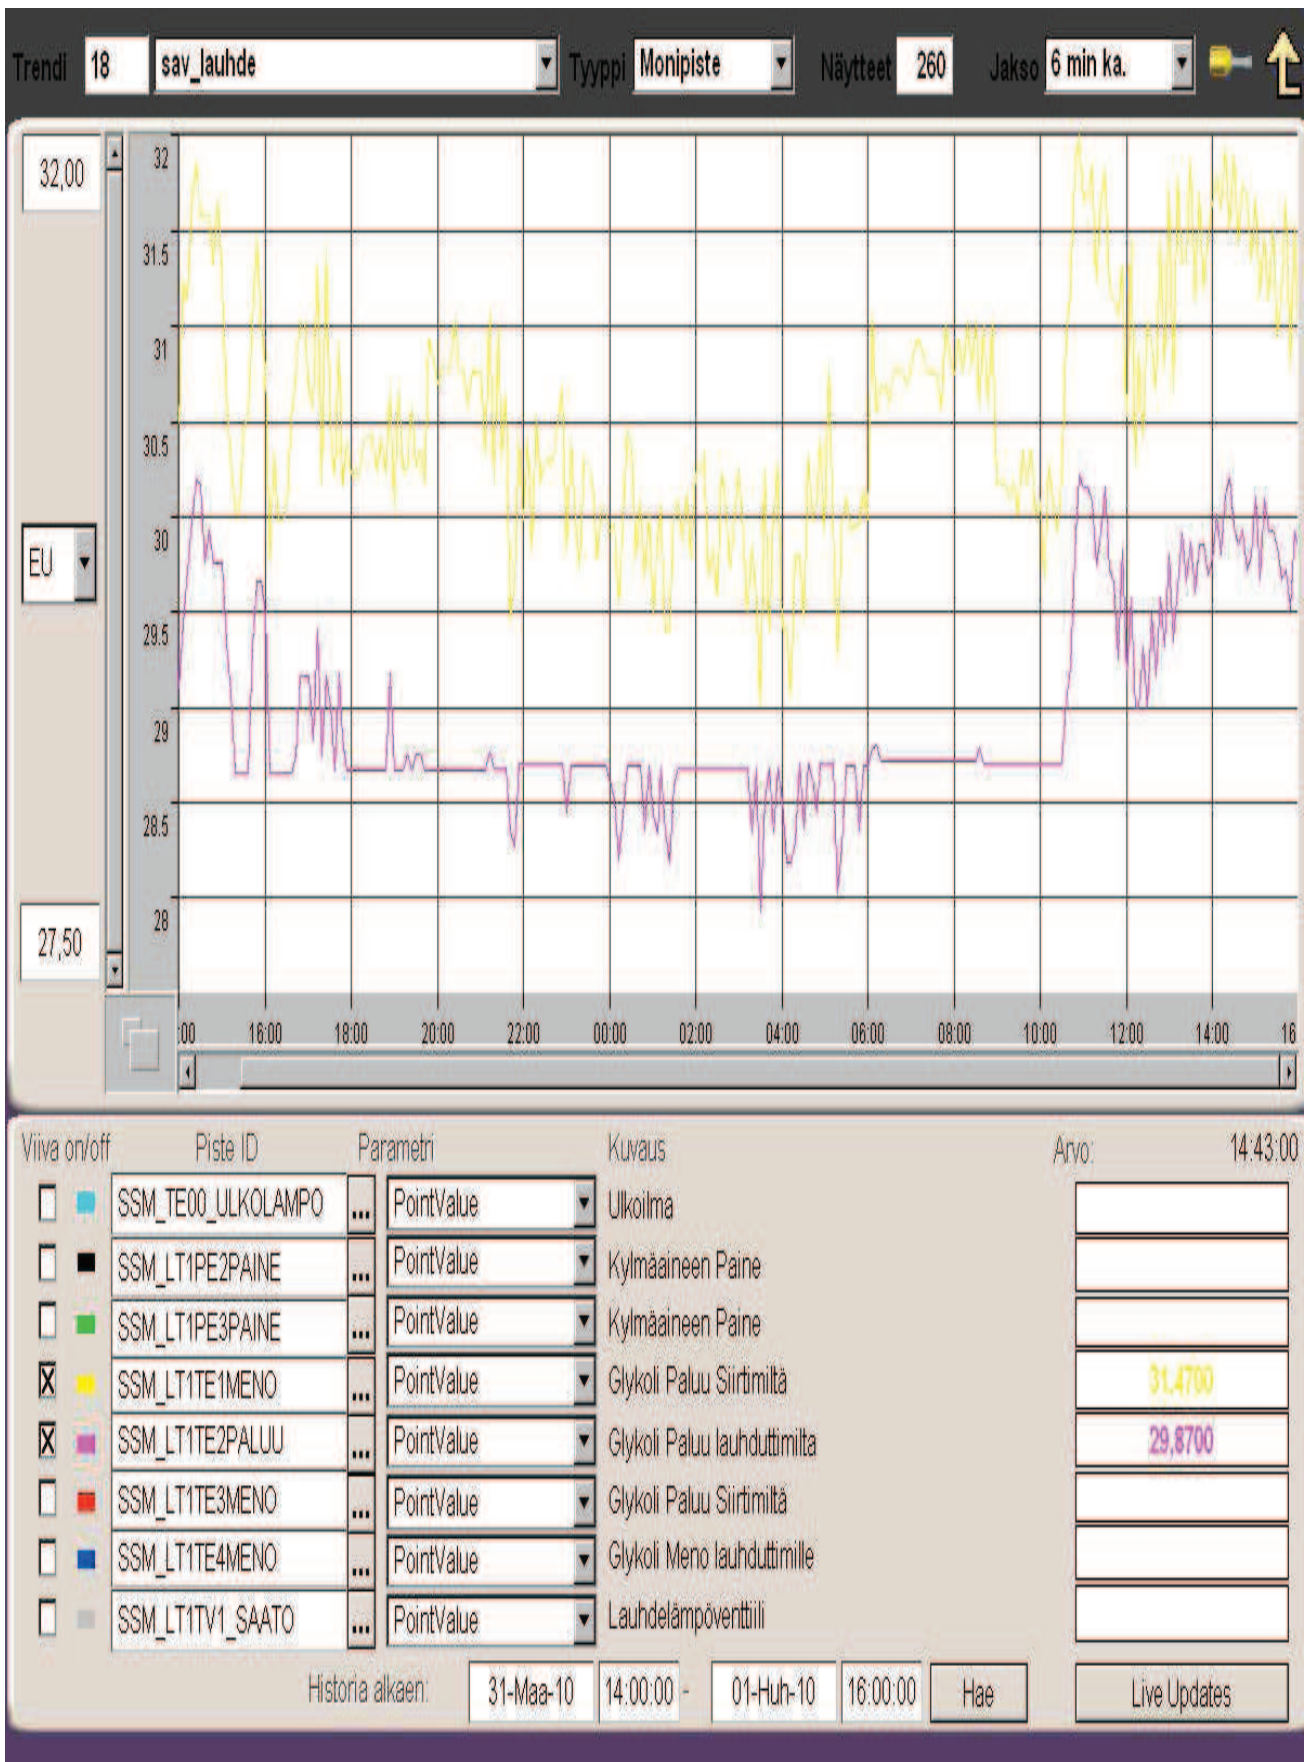 Trendi 18 sav_lauhde Tyyppi Monipiste Näytteet 260 Jakso 6 min ka.
32,00
32
31.5
31
30.5
30
EU
29.5
29
28.5
28
27,50
:00 16:00 18:00 20:00 22:00 00:00 02:00 04:00 06:00 08:00 10:00 12:00 14:00 16
Viiva on/off Piste ID Parametri Kuvaus Arvo: 14:43:00
SSM_TE00_ULKOLAMPO ... PointValue Ulkoilma
SSM_LT1PE2PAINE ... PointValue Kylmäaineen Paine
SSM_LT1PE3PAINE ... PointValue Kylmäaineen Paine
X SSM_LT1TE1MENO ... PointValue Glykoli Paluu Siirtimiltä 31.4700
X SSM_LT1TE2PALUU ... PointValue Glykoli Paluu lauhduttimilta 29,8700
SSM_LT1TE3MENO ... PointValue Glykoli Paluu Siirtimiltä
SSM_LT1TE4MENO ... PointValue Glykoli Meno lauhduttimille
SSM_LT1TV1_SAATO ... PointValue Lauhdelämpöventtiili
Historia alkaen: 31-Maa-10 14:00:00 - 01-Huh-10 16:00:00 Hae Live Updates